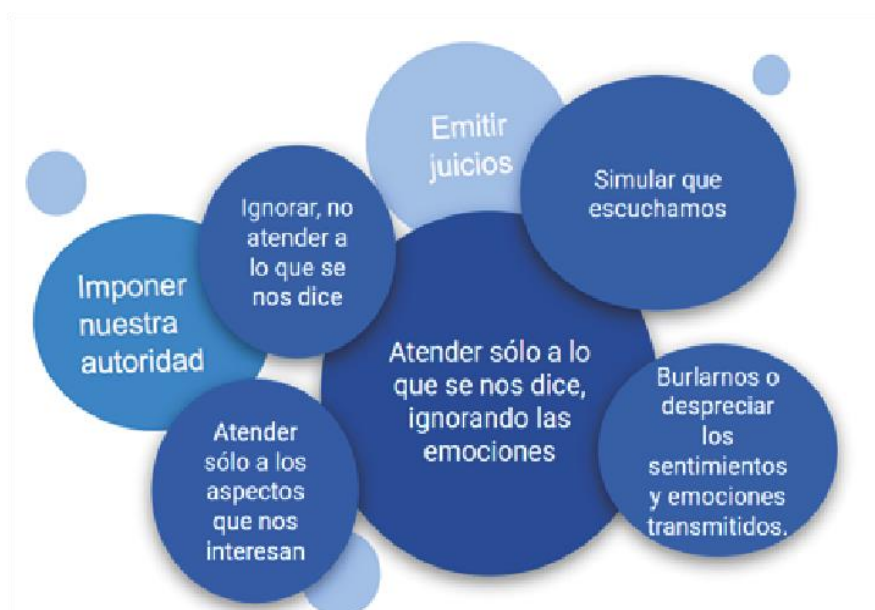 Emitir
juicios
Simular que
escuchamos
Ignorar, no
atender a
lo que se
nos dice
Imponer
nuestra
autoridad
Atender sólo a lo
que se nos dice,
ignorando las
emociones
Burlarnos o
despreciar
los
sentimientos
y emociones
transmitidos.
Atender
sólo a los
aspectos
que nos
interesan